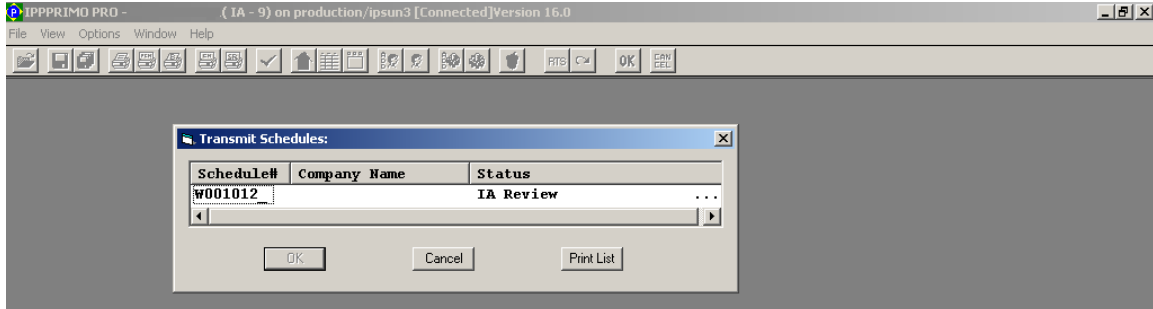 IPPPRIMO PRO - .( IA - 9) on production/ipsun3 [Connected]Version 16.0
File View Options Window Help
RTS OK CAN CEL
Transmit Schedules:
Schedule# Company Name Status
W001012_ IA Review ...
OK Cancel Print List